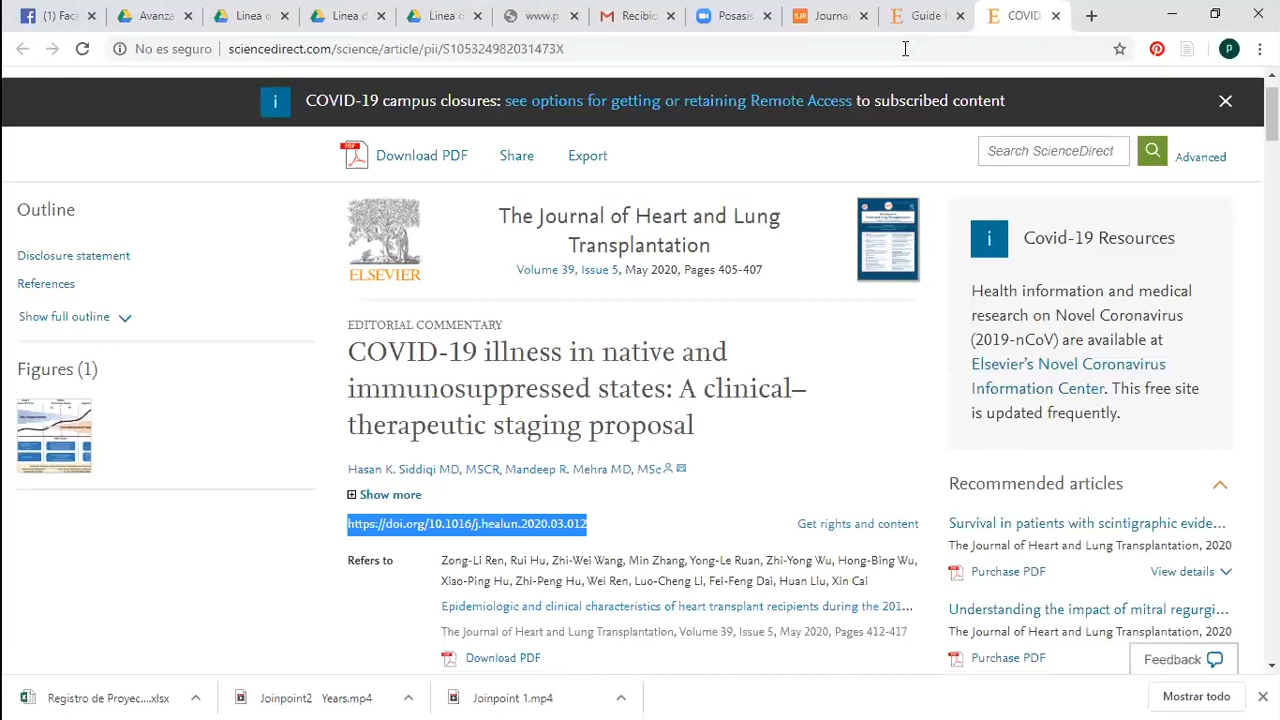 Face
Avanza
Linea o
Linea d
Linea c
www.p
Recibid
Posasis
SJR Journa
Guide f
COVID
No es seguro sciencedirect.com/science/article/pii/S105324982031473X
P
COVID-19 campus closures: see options for getting or retaining Remote Access to subscribed content
PDF Download PDF Share Export
Search ScienceDirect
Advanced
Outline
Disclosure statement
References
Show full outline
Figures (1)
ELSEVIER
The Journal of Heart and Lung
Transplantation
Volume 39, Issue 5, May 2020, Pages 405-407
EDITORIAL COMMENTARY
COVID-19 illness in native and
immunosuppressed states: A clinical–
therapeutic staging proposal
Hasan K. Siddiqi MD, MSCR, Mandeep R. Mehra MD, MSc
Show more
https://doi.org/10.1016/j.healun.2020.03.012
Get rights and content
Refers to
Zong-Li Ren, Rui Hu, Zhi-Wei Wang, Min Zhang, Yong-Le Ruan, Zhi-Yong Wu, Hong-Bing Wu,
Xiao-Ping Hu, Zhi-Peng Hu, Wei Ren, Luo-Cheng Li, Fei-Feng Dai, Huan Liu, Xin Cai
Epidemiologic and clinical characteristics of heart transplant recipients during the 201...
The Journal of Heart and Lung Transplantation, Volume 39, Issue 5, May 2020, Pages 412-417
Download PDF
Covid-19 Resources
Health information and medical
research on Novel Coronavirus
(2019-nCoV) are available at
Elsevier's Novel Coronavirus
Information Center. This free site
is updated frequently.
Recommended articles
Survival in patients with scintigraphic evide...
The Journal of Heart and Lung Transplantation, 2020
Purchase PDF View details
Understanding the impact of mitral regurgi...
The Journal of Heart and Lung Transplantation, 2020
Purchase PDF
Feedback
Registro de Proyec....xlsx
Joinpoint2 Years.mp4
Joinpoint 1.mp4
Mostrar todo